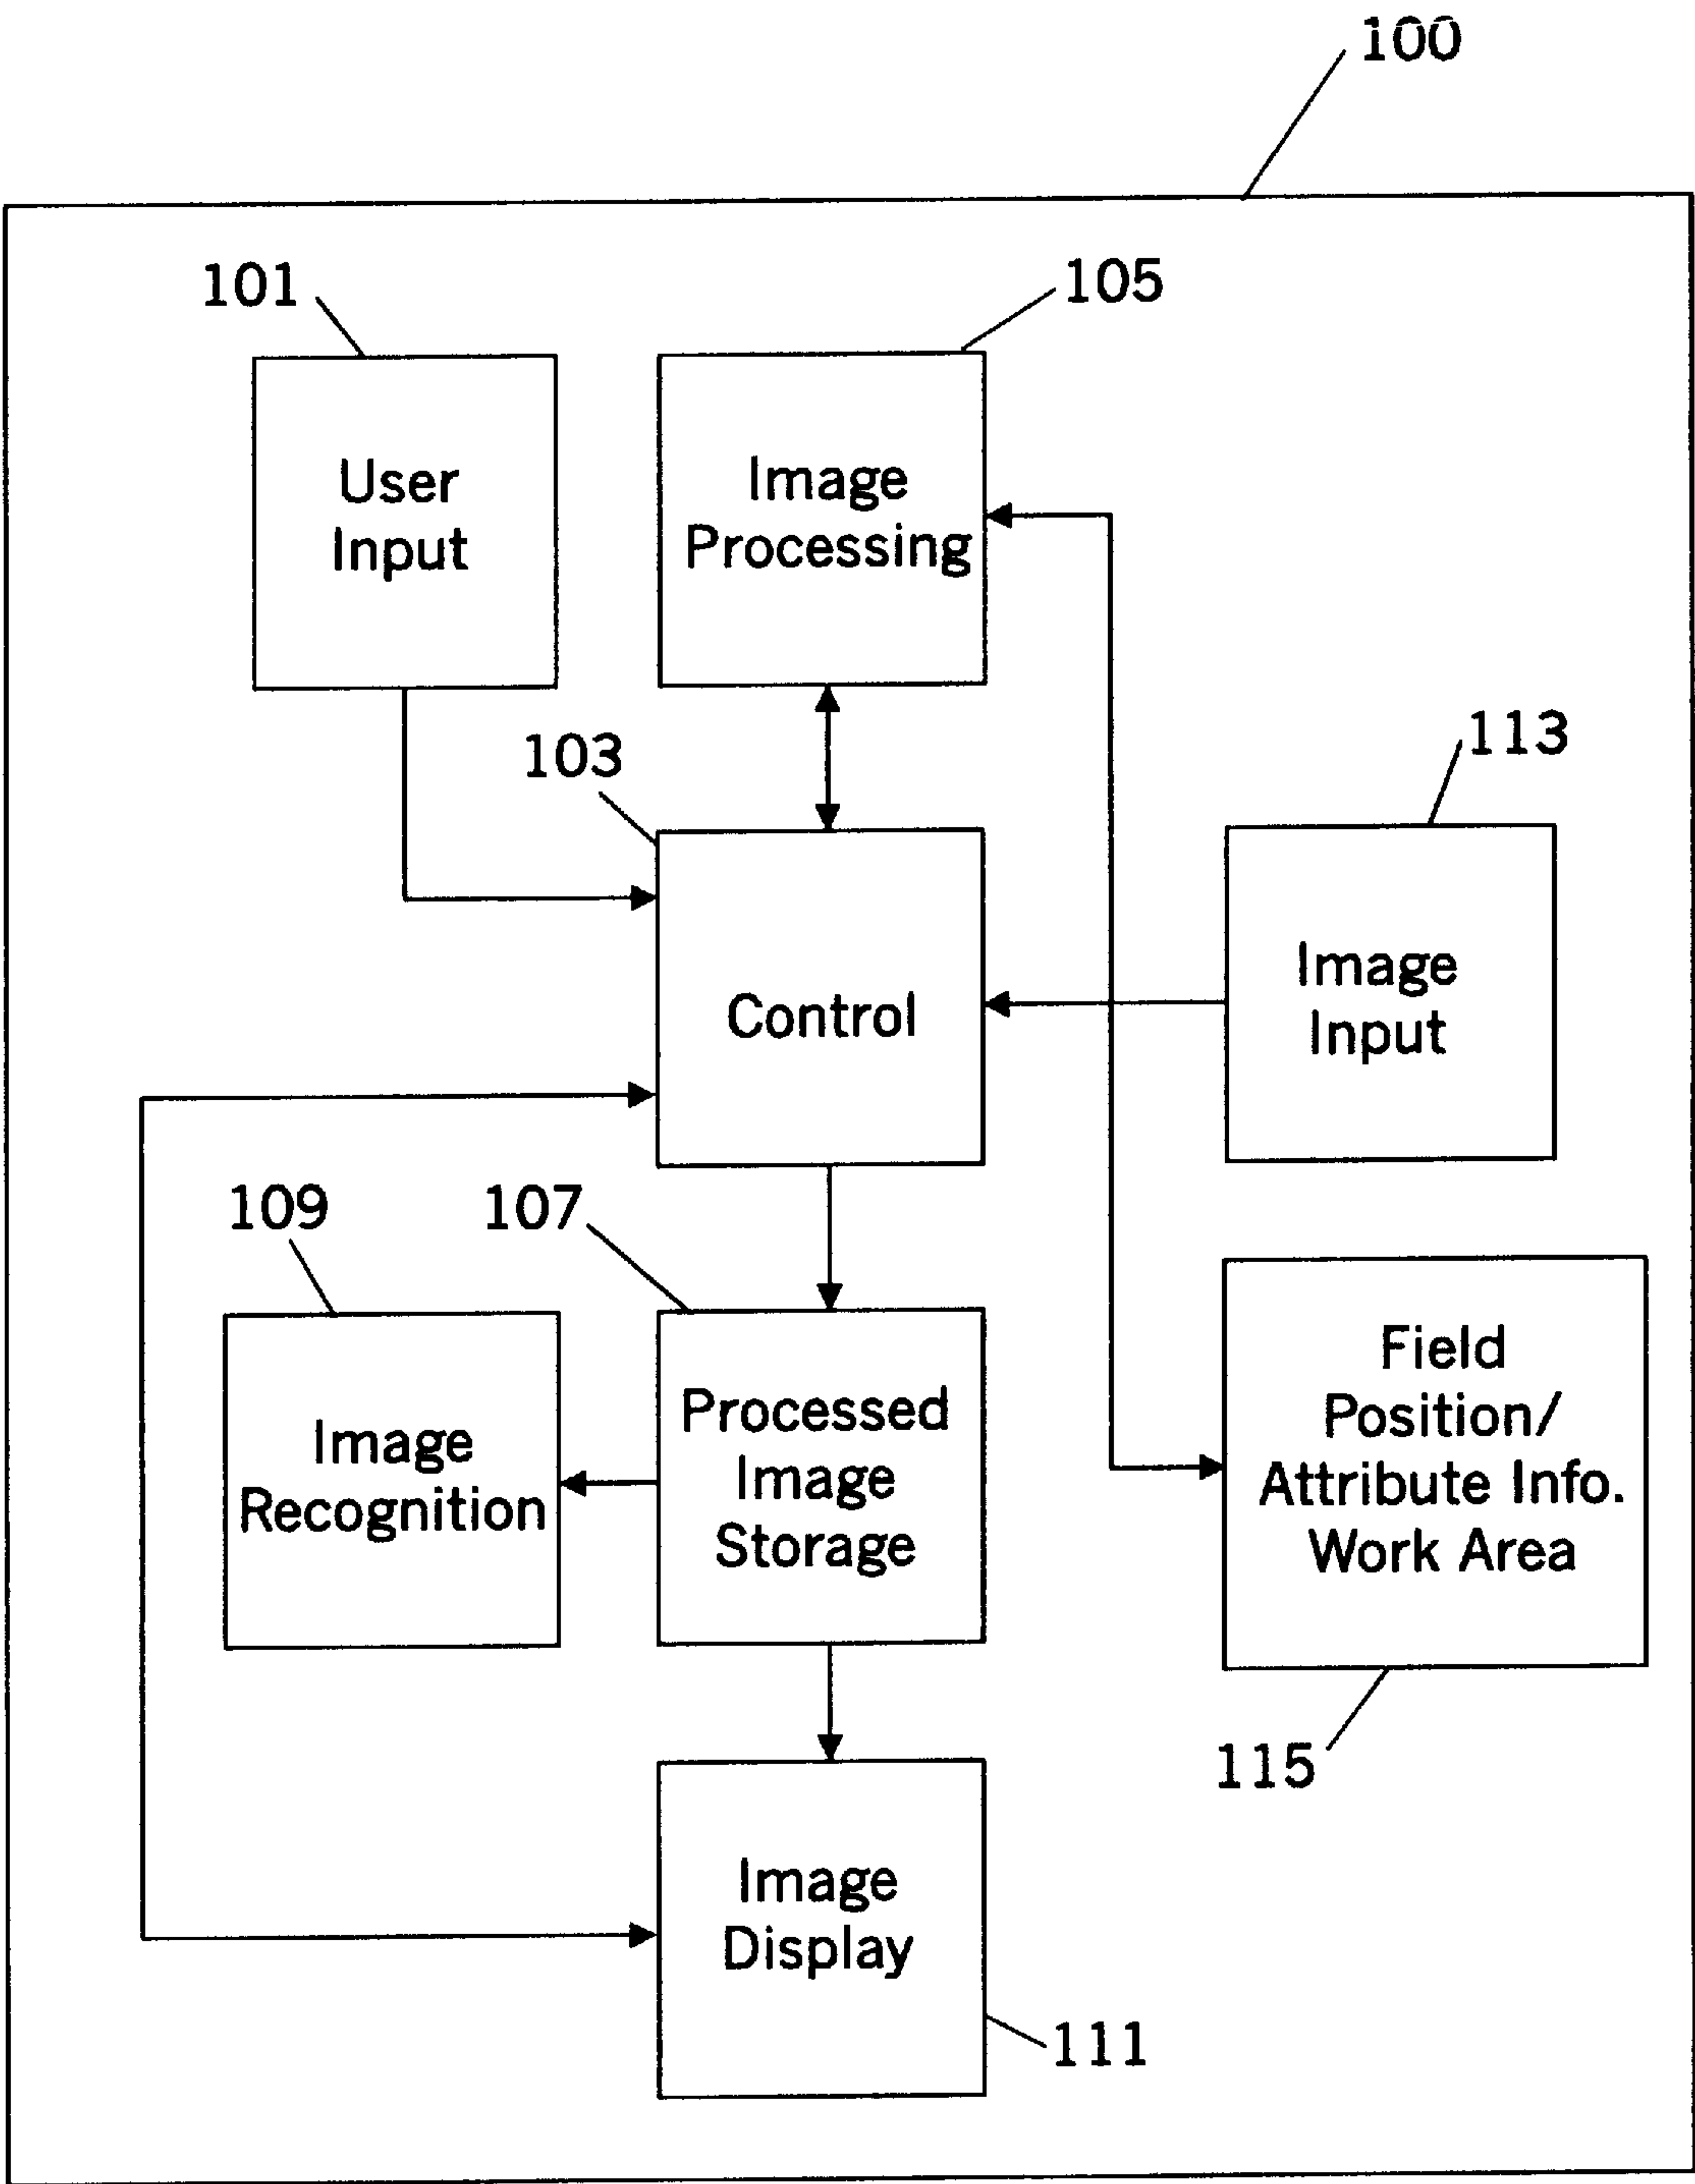 100
101
105
User
Input
Image
Processing
103
113
Control
Image
Input
109
107
Image
Recognition
Processed
Image
Storage
Field
Position/
Attribute Info.
Work Area
115
Image
Display
111